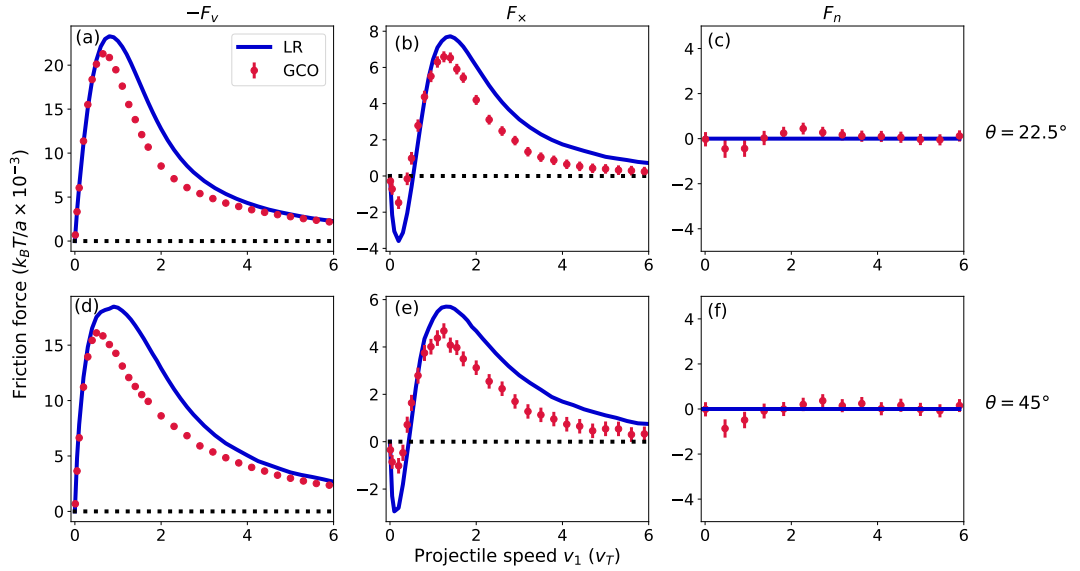 −F_v
F_×
F_n
(a)
LR
GCO
(b)
(c)
20
15
10
5
0
8
6
4
2
0
−2
−4
4
2
0
−2
−4
0 2 4 6
0 2 4 6
0 2 4 6
θ = 22.5°
Friction force (k_BT/a × 10⁻³)
(d)
(e)
(f)
15
10
5
0
6
4
2
0
−2
4
2
0
−2
−4
0 2 4 6
0 2 4 6
0 2 4 6
θ = 45°
Projectile speed v₁ (v_T)